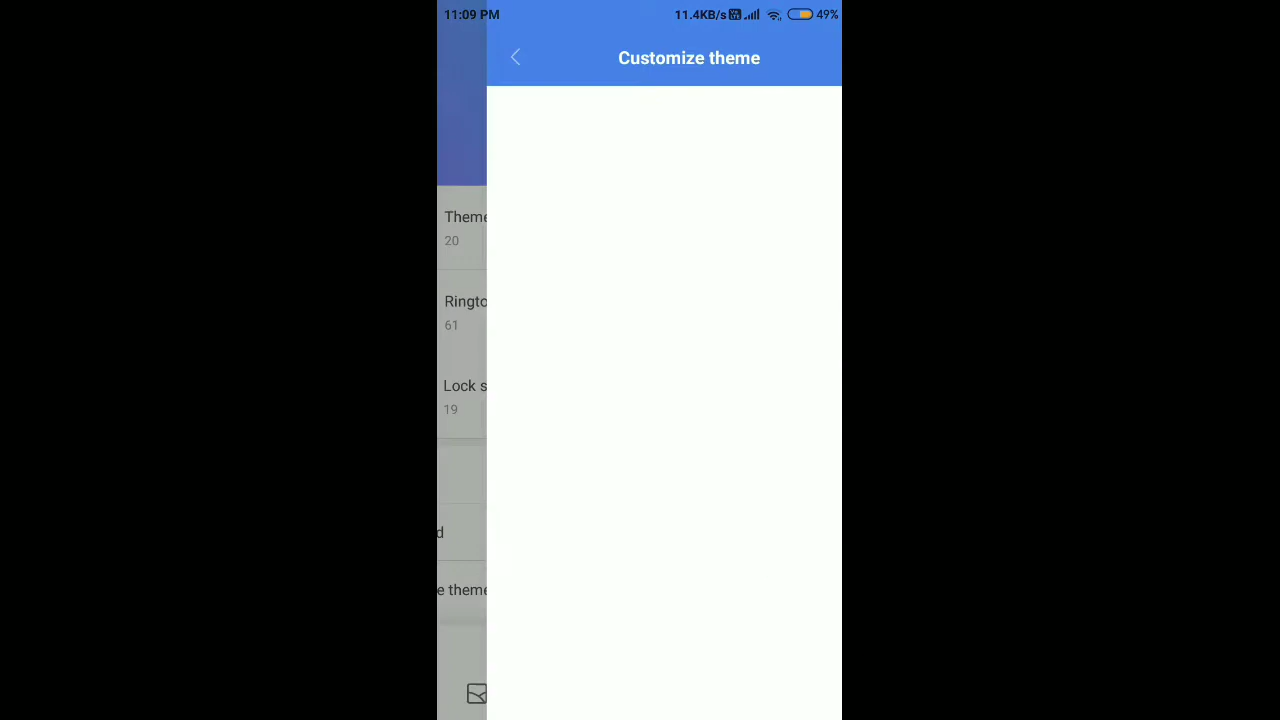 11:09 PM 11.4KB/s 49%
Customize theme
Theme
20
Ringto
61
Lock s
19
d
e theme